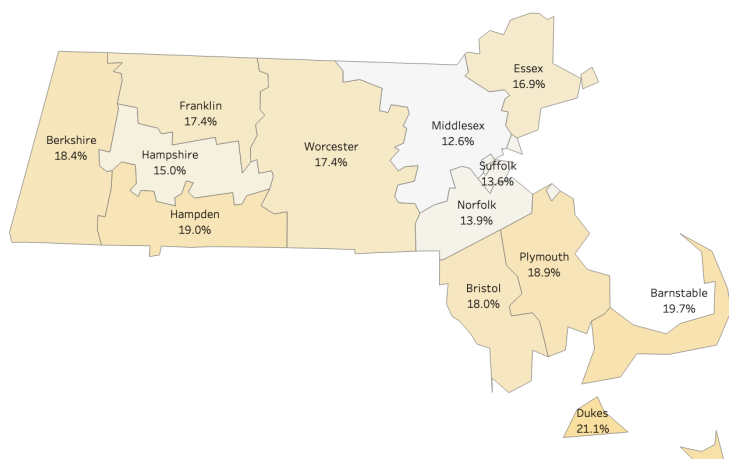 Essex
16.9%
Franklin
17.4%
Middlesex
12.6%
Berkshire
18.4%
Worcester
17.4%
Hampshire
15.0%
Suffolk
13.6%
Norfolk
13.9%
Hampden
19.0%
Plymouth
18.9%
Bristol
18.0%
Barnstable
19.7%
Dukes
21.1%